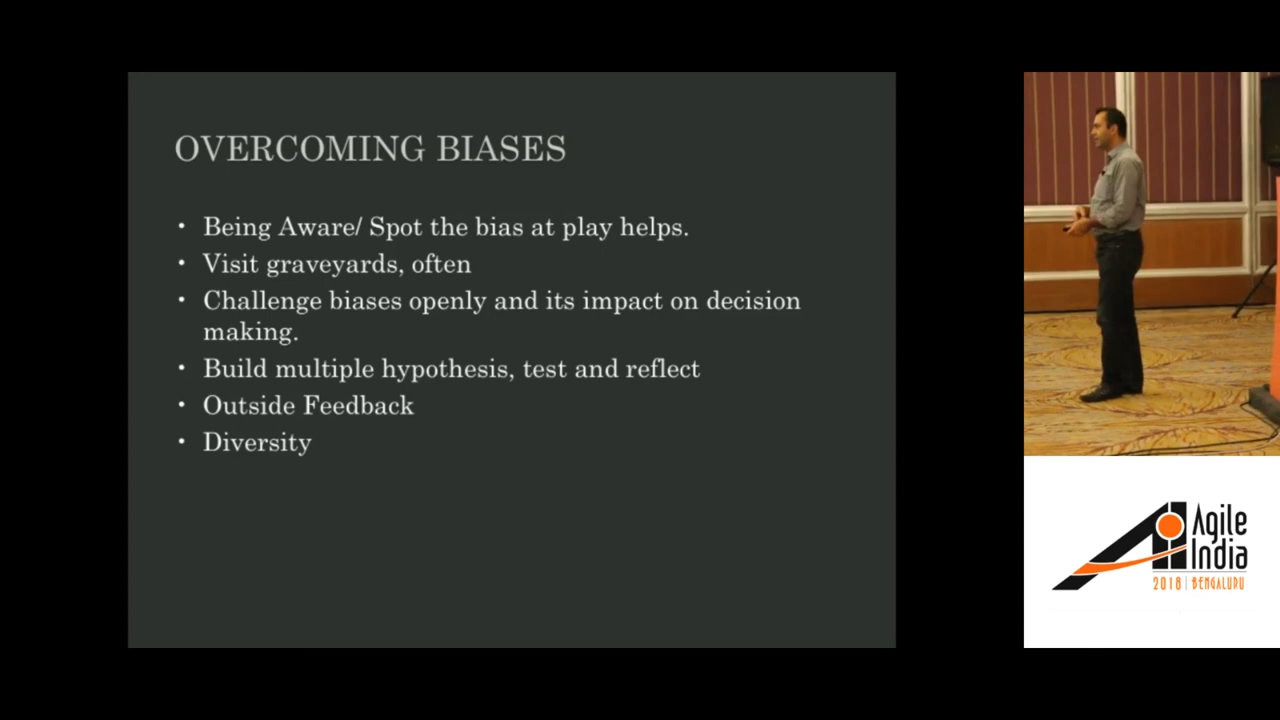 OVERCOMING BIASES
• Being Aware/ Spot the bias at play helps.
• Visit graveyards, often
• Challenge biases openly and its impact on decision
making.
• Build multiple hypothesis, test and reflect
• Outside Feedback
• Diversity
Agile
India
2018 | BENGALURU